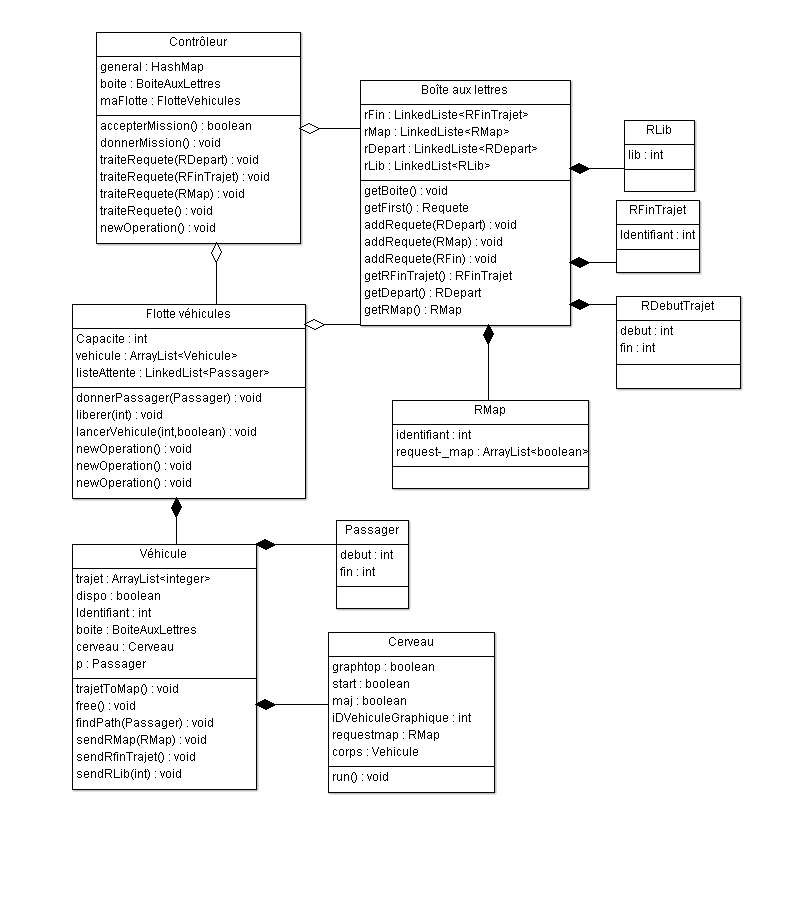 Contrôleur
general : HashMap
boite : BoiteAuxLettres
maFlotte : FlotteVehicules
accepterMission() : boolean
donnerMission() : void
traiteRequete(RDepart) : void
traiteRequete(RFinTrajet) : void
traiteRequete(RMap) : void
traiteRequete() : void
newOperation() : void
Boîte aux lettres
rFin : LinkedListe<RFinTrajet>
rMap : LinkedListe<RMap>
rDepart : LinkedListe<RDepart>
rLib : LinkedList<RLib>
getBoite() : void
getFirst() : Requete
addRequete(RDepart) : void
addRequete(RMap) : void
addRequete(RFin) : void
getRFinTrajet() : RFinTrajet
getDepart() : RDepart
getRMap() : RMap
RLib
lib : int
RFinTrajet
Identifiant : int
RDebutTrajet
debut : int
fin : int
Flotte véhicules
Capacite : int
vehicule : ArrayList<Vehicule>
listeAttente : LinkedList<Passager>
donnerPassager(Passager) : void
liberer(int) : void
lancerVehicule(int,boolean) : void
newOperation() : void
newOperation() : void
newOperation() : void
RMap
identifiant : int
request-_map : ArrayList<boolean>
Véhicule
trajet : ArrayList<integer>
dispo : boolean
Identifiant : int
boite : BoiteAuxLettres
cerveau : Cerveau
p : Passager
trajetToMap() : void
free() : void
findPath(Passager) : void
sendRMap(RMap) : void
sendRfinTrajet() : void
sendRLib(int) : void
Passager
debut : int
fin : int
Cerveau
graphtop : boolean
start : boolean
maj : boolean
iDVehiculeGraphique : int
requestmap : RMap
corps : Vehicule
run() : void